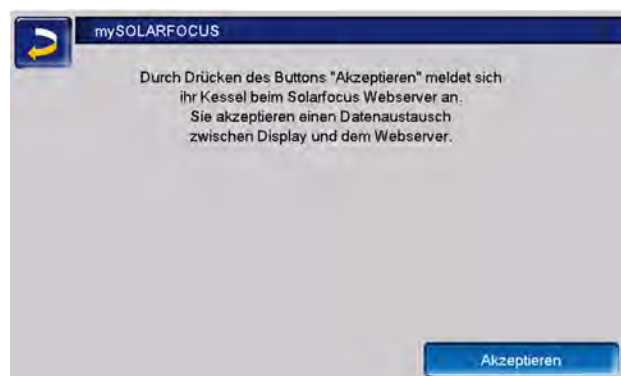 mySOLARFOCUS
Durch Drücken des Buttons "Akzeptieren" meldet sich
ihr Kessel beim Solarfocus Webserver an.
Sie akzeptieren einen Datenaustausch
zwischen Display und dem Webserver.
Akzeptieren